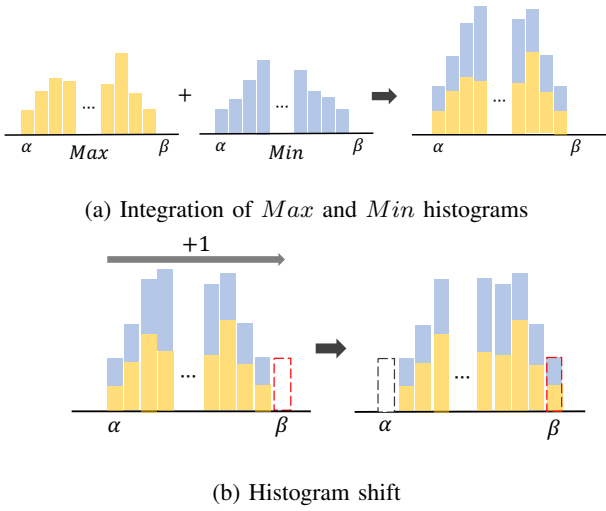 ... + ... ...
α Max β α Min β α β
(a) Integration of Max and Min histograms
+1
... ...
α β α β
(b) Histogram shift